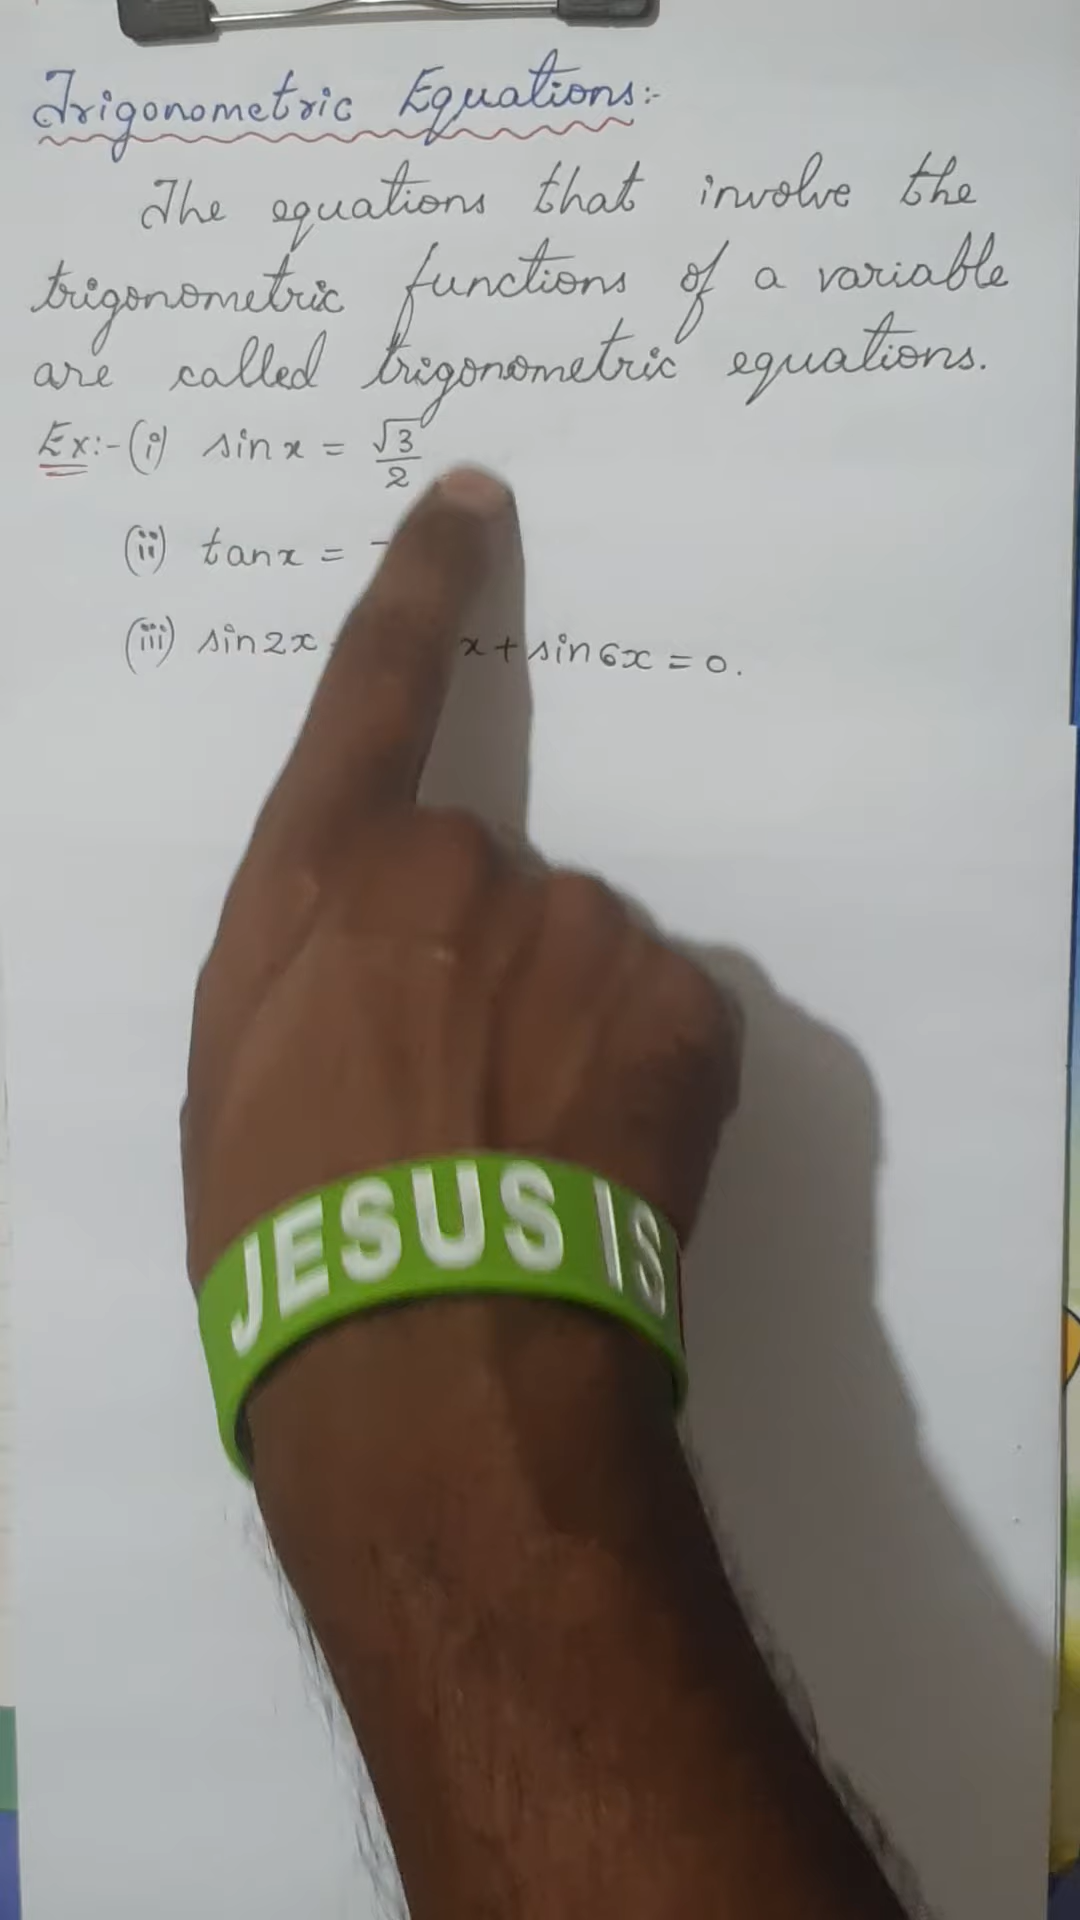 Trigonometric Equations:-
The equations that involve the
trigonometric functions of a variable
are called trigonometric equations.
Ex:- (i) sin x = √3/2
(ii) tan x = -
(iii) sin 2x x + sin 6x = 0.
JESUS IS